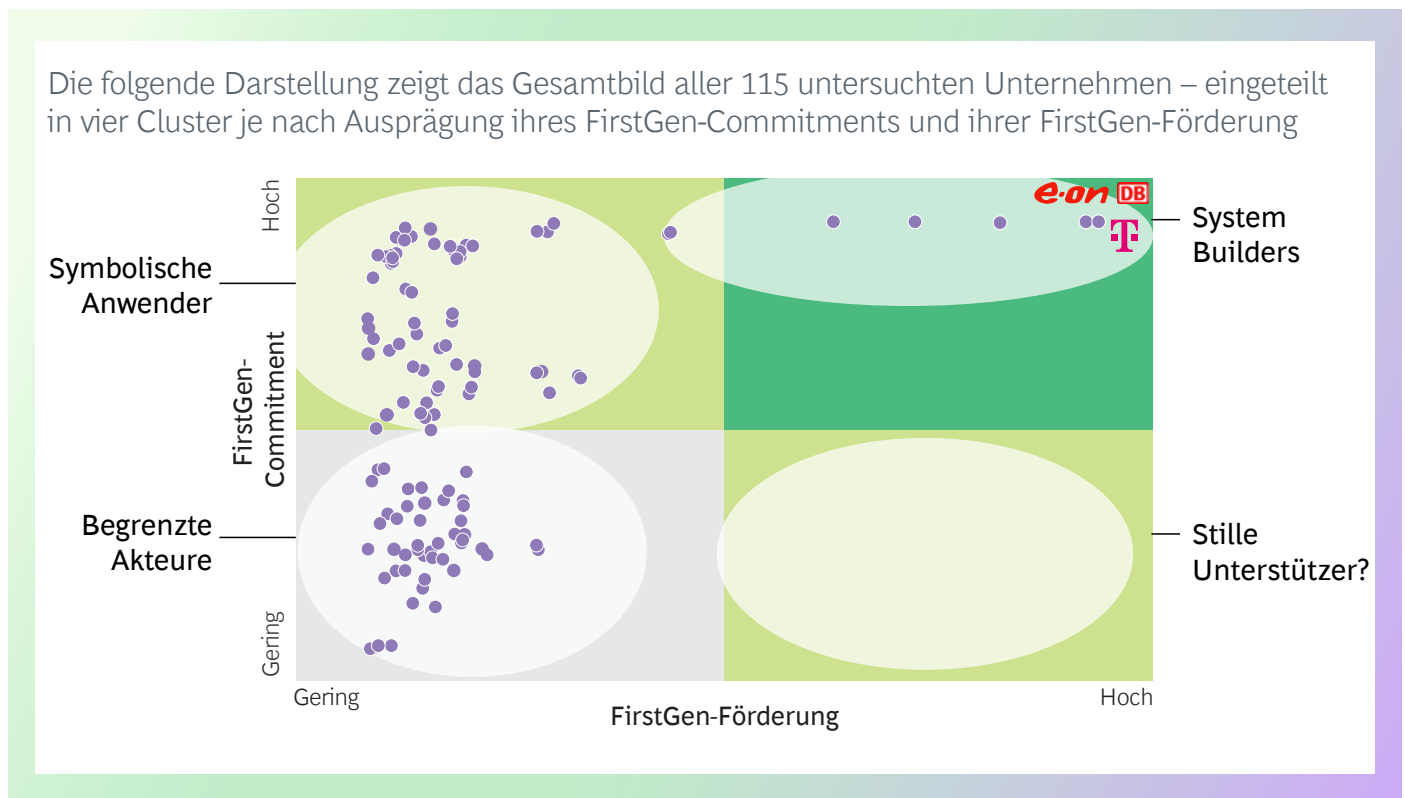 Die folgende Darstellung zeigt das Gesamtbild aller 115 untersuchten Unternehmen – eingeteilt
in vier Cluster je nach Ausprägung ihres FirstGen-Commitments und ihrer FirstGen-Förderung
Hoch
e·on DB
T
System
Builders
Symbolische
Anwender
FirstGen-
Commitment
Begrenzte
Akteure
Stille
Unterstützer?
Gering
Gering
Hoch
FirstGen-Förderung